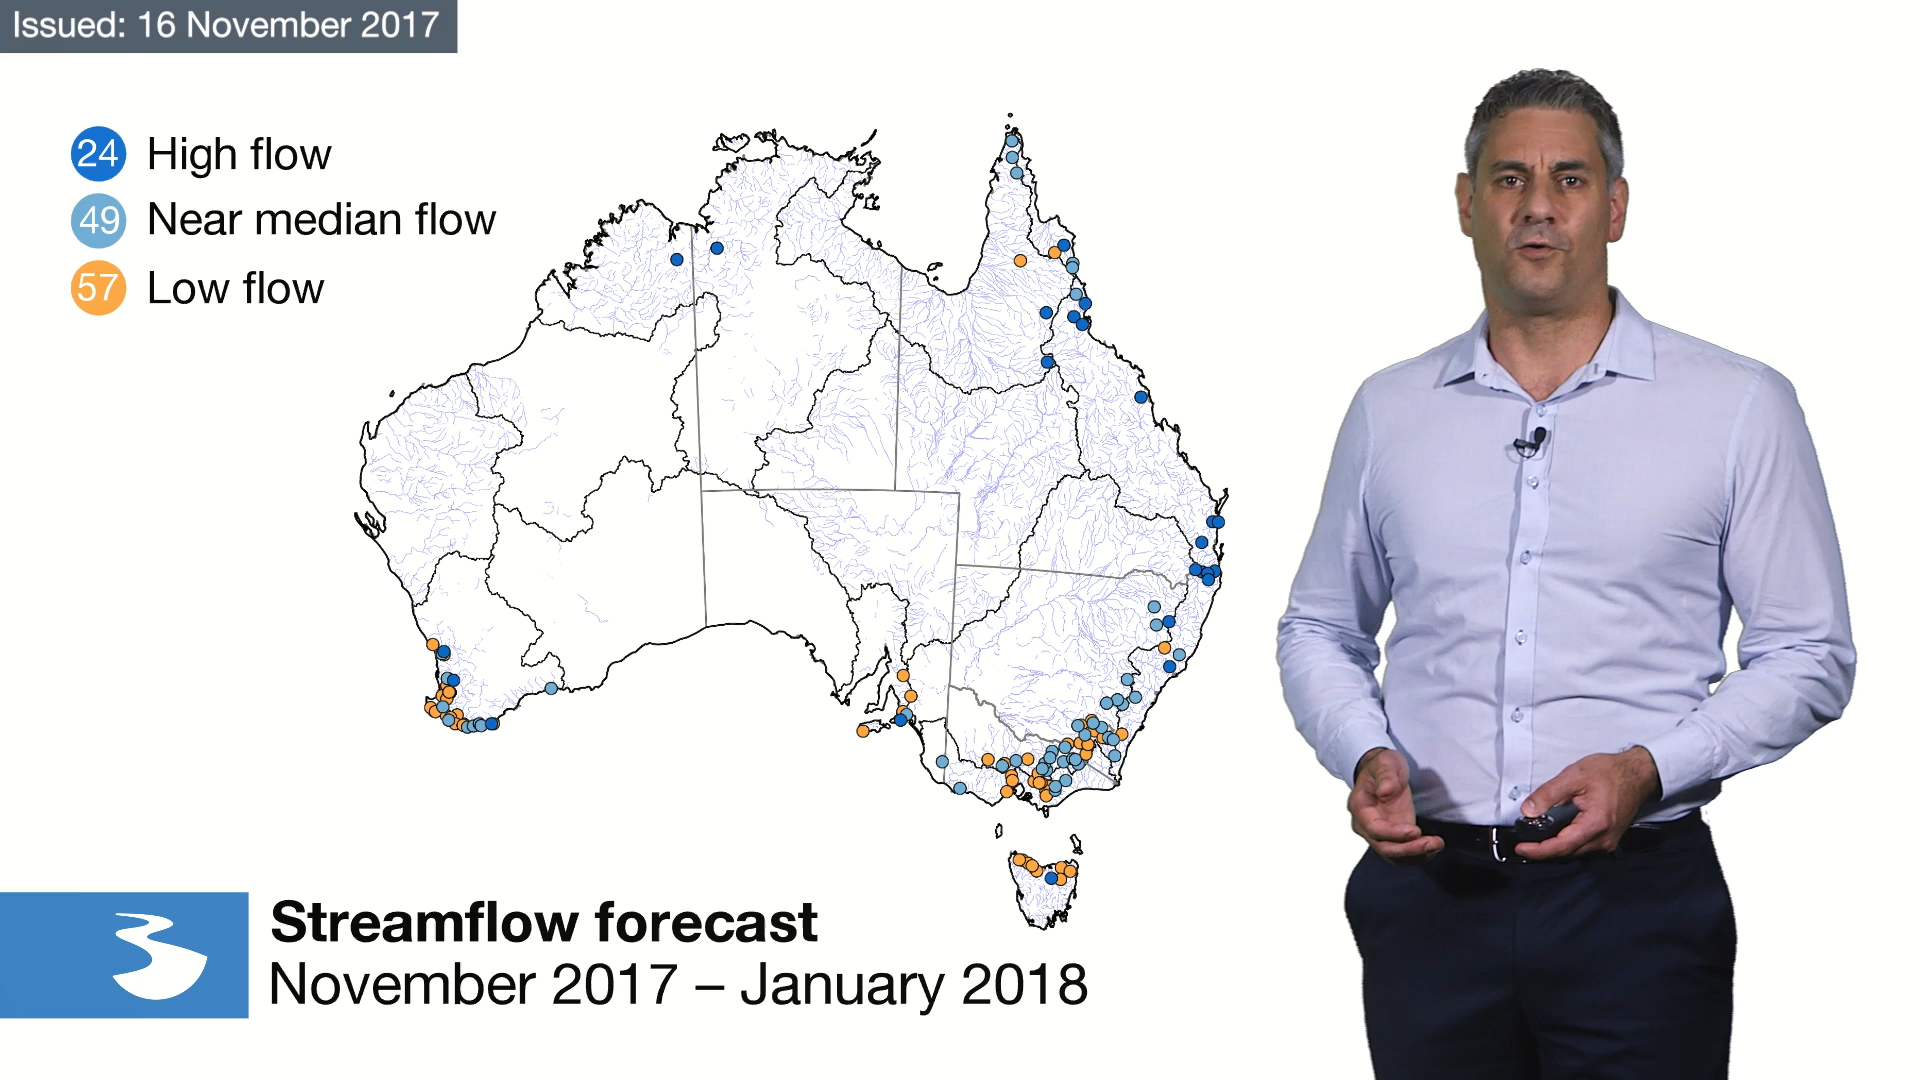 Issued: 16 November 2017
24 High flow
49 Near median flow
57 Low flow
Streamflow forecast
November 2017 – January 2018